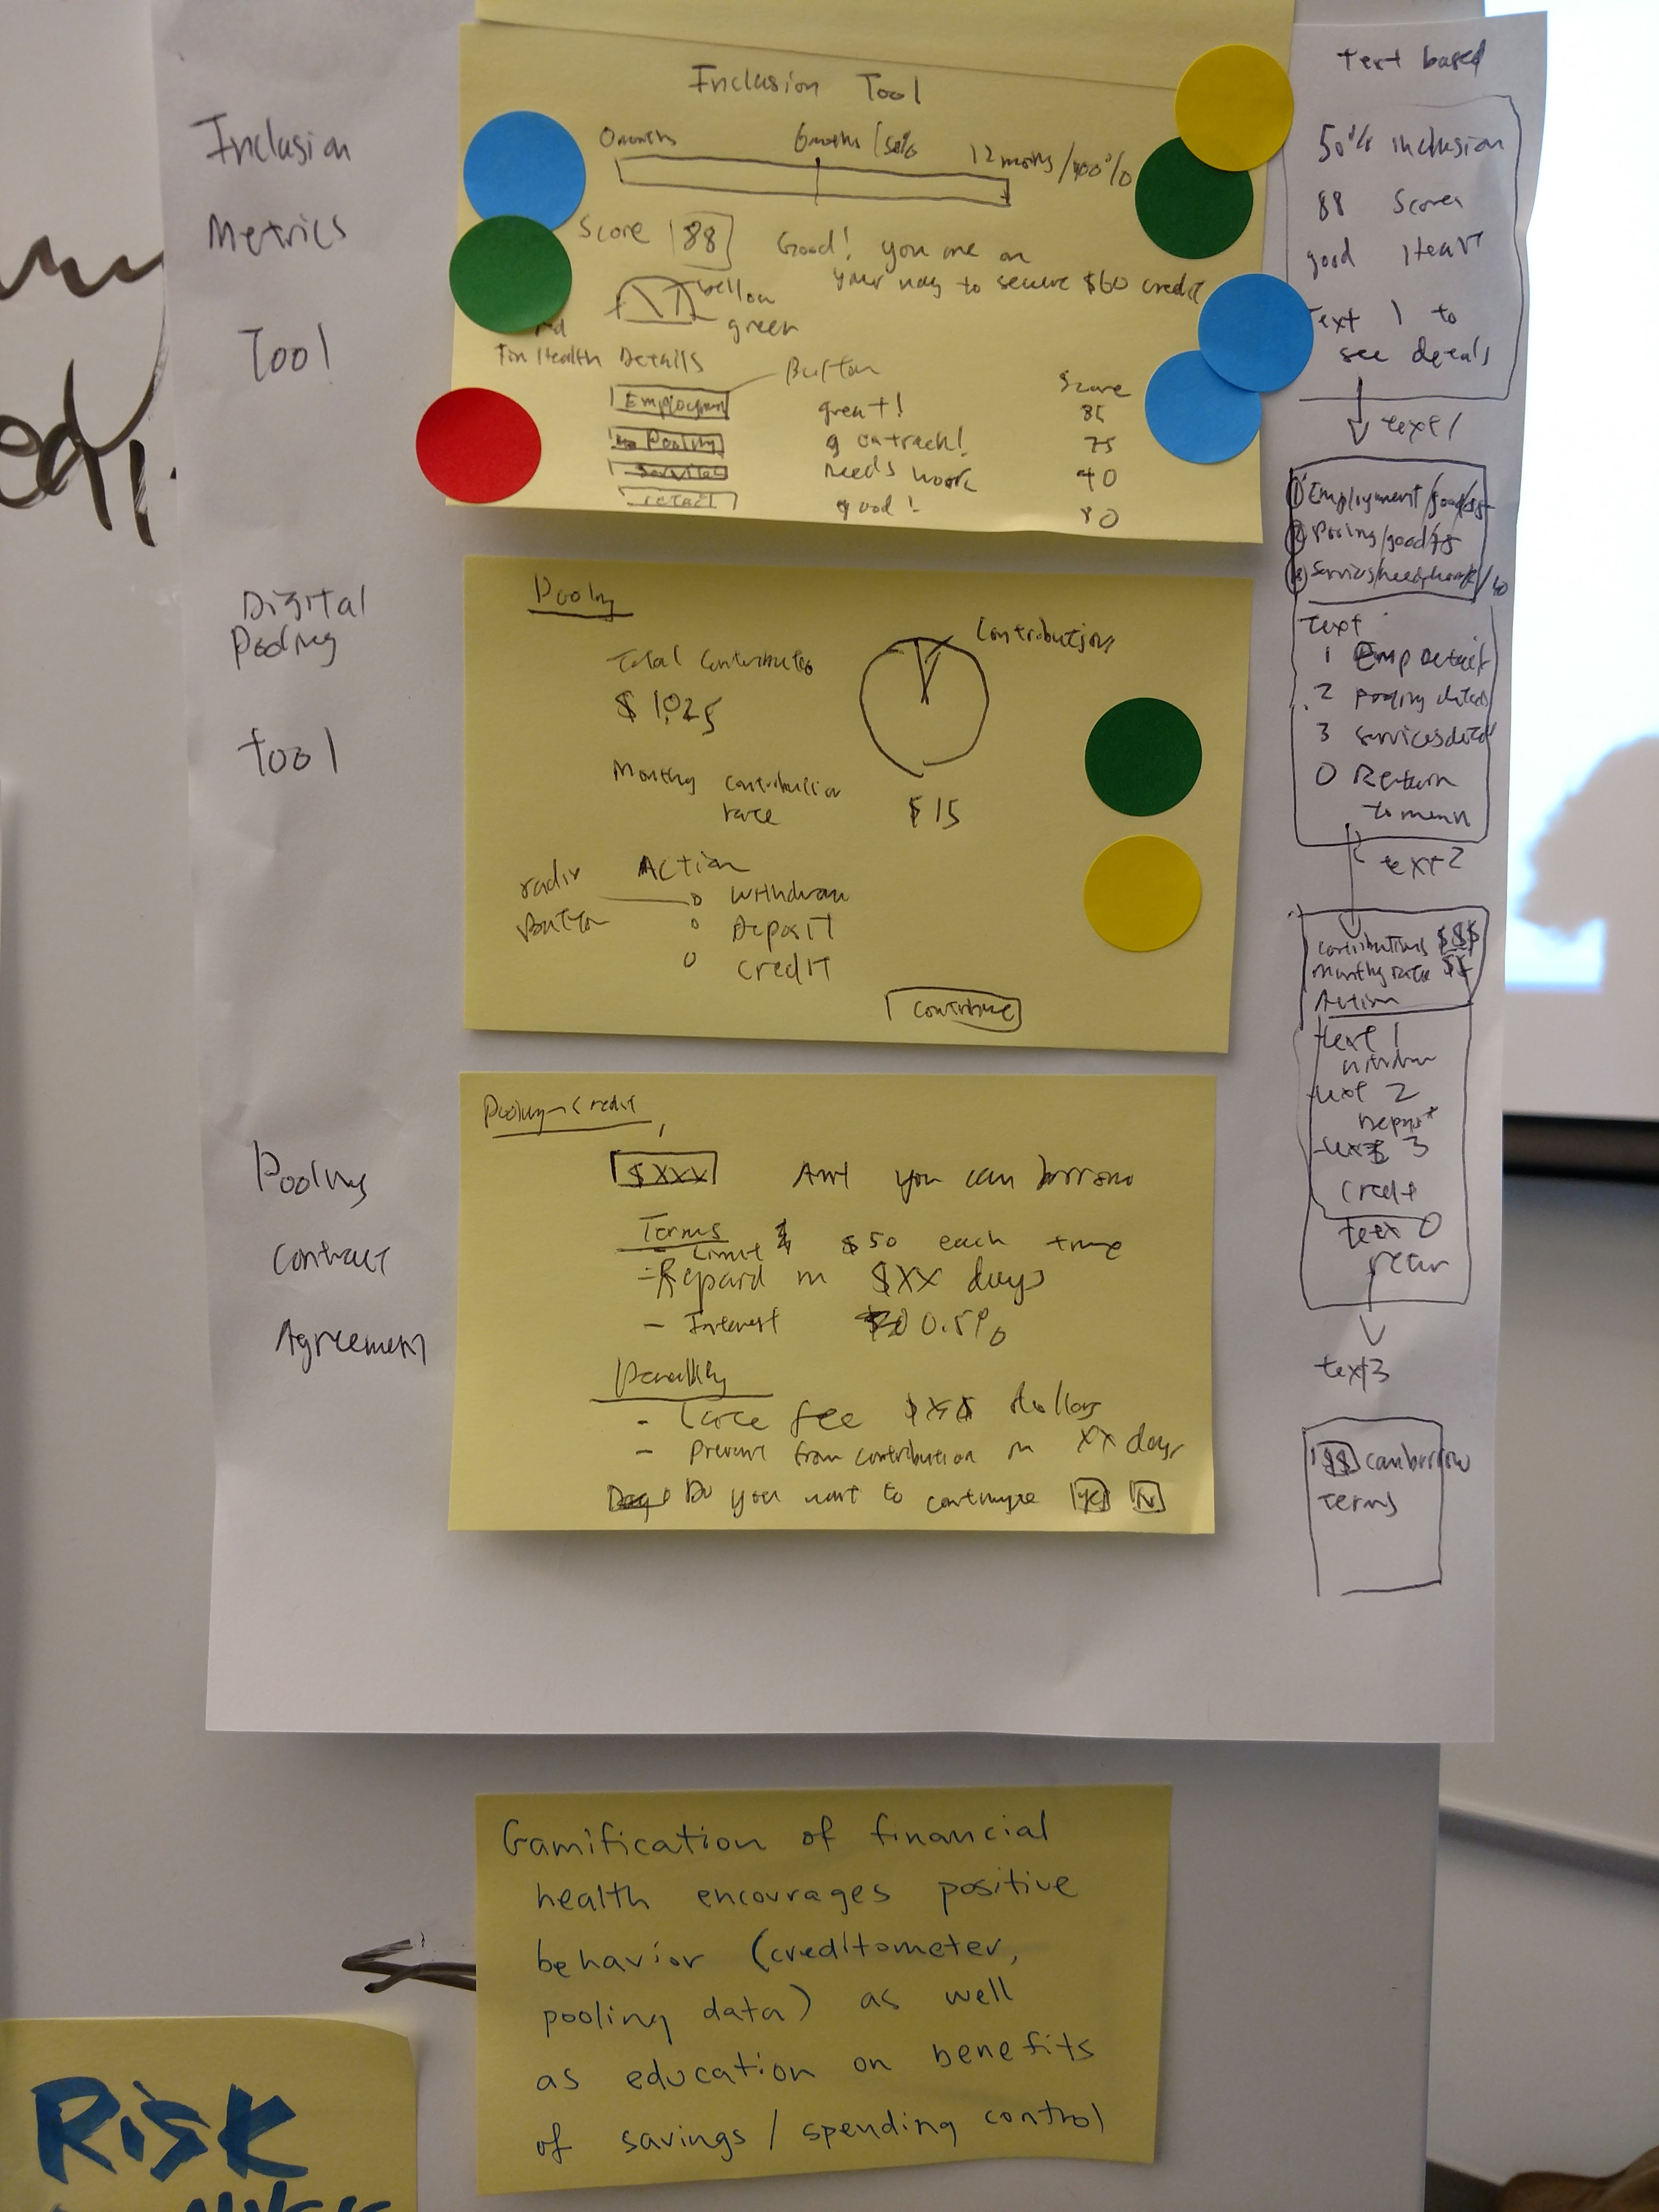 Inclusion
Metrics
Tool
Digital
Pooling
Tool
Pooling
Contract
Agreement
Inclusion Tool
0 months 6 months / 50% 12 months / 100%
Score 88 Good! you are on
your way to secure $60 credit
yellow
green
Fin Health Details Button Score
Employment great! 85
Pooling on track! 75
Services needs work 40
retail good! 80
Pooling
Contributions
Total Contributes
$ 1,025
Monthly contribution
rate $15
radio Action
Button Withdraw
Deposit
Credit
Contribute
Pooling - Credit
$XXX Amt you can borrow
Terms
- Limit $50 each time
- Repaid in $XX days
- Interest 0.5%
Penalty
- Late fee dollars
- Prevent from contribution in XX days
Do you want to continue Yes N
Text based
50% inclusion
88 Score
good Heart
Text 1 to
see details
text 1
1 Employment/good/85
2 Pooling/good/75
Services/needs work/40
text
1 Emp Detail
2 pooling details
3 services detail
0 Return
to menu
text 2
contributions $$$
Monthly rate $$
Action
text 1
withdraw
text 2
Deposit
text 3
Credit
text 0
return
text 3
$$ can borrow
Terms
Gamification of financial
health encourages positive
behavior (creditometer,
pooling data) as well
as education on benefits
of savings / spending control
RISK